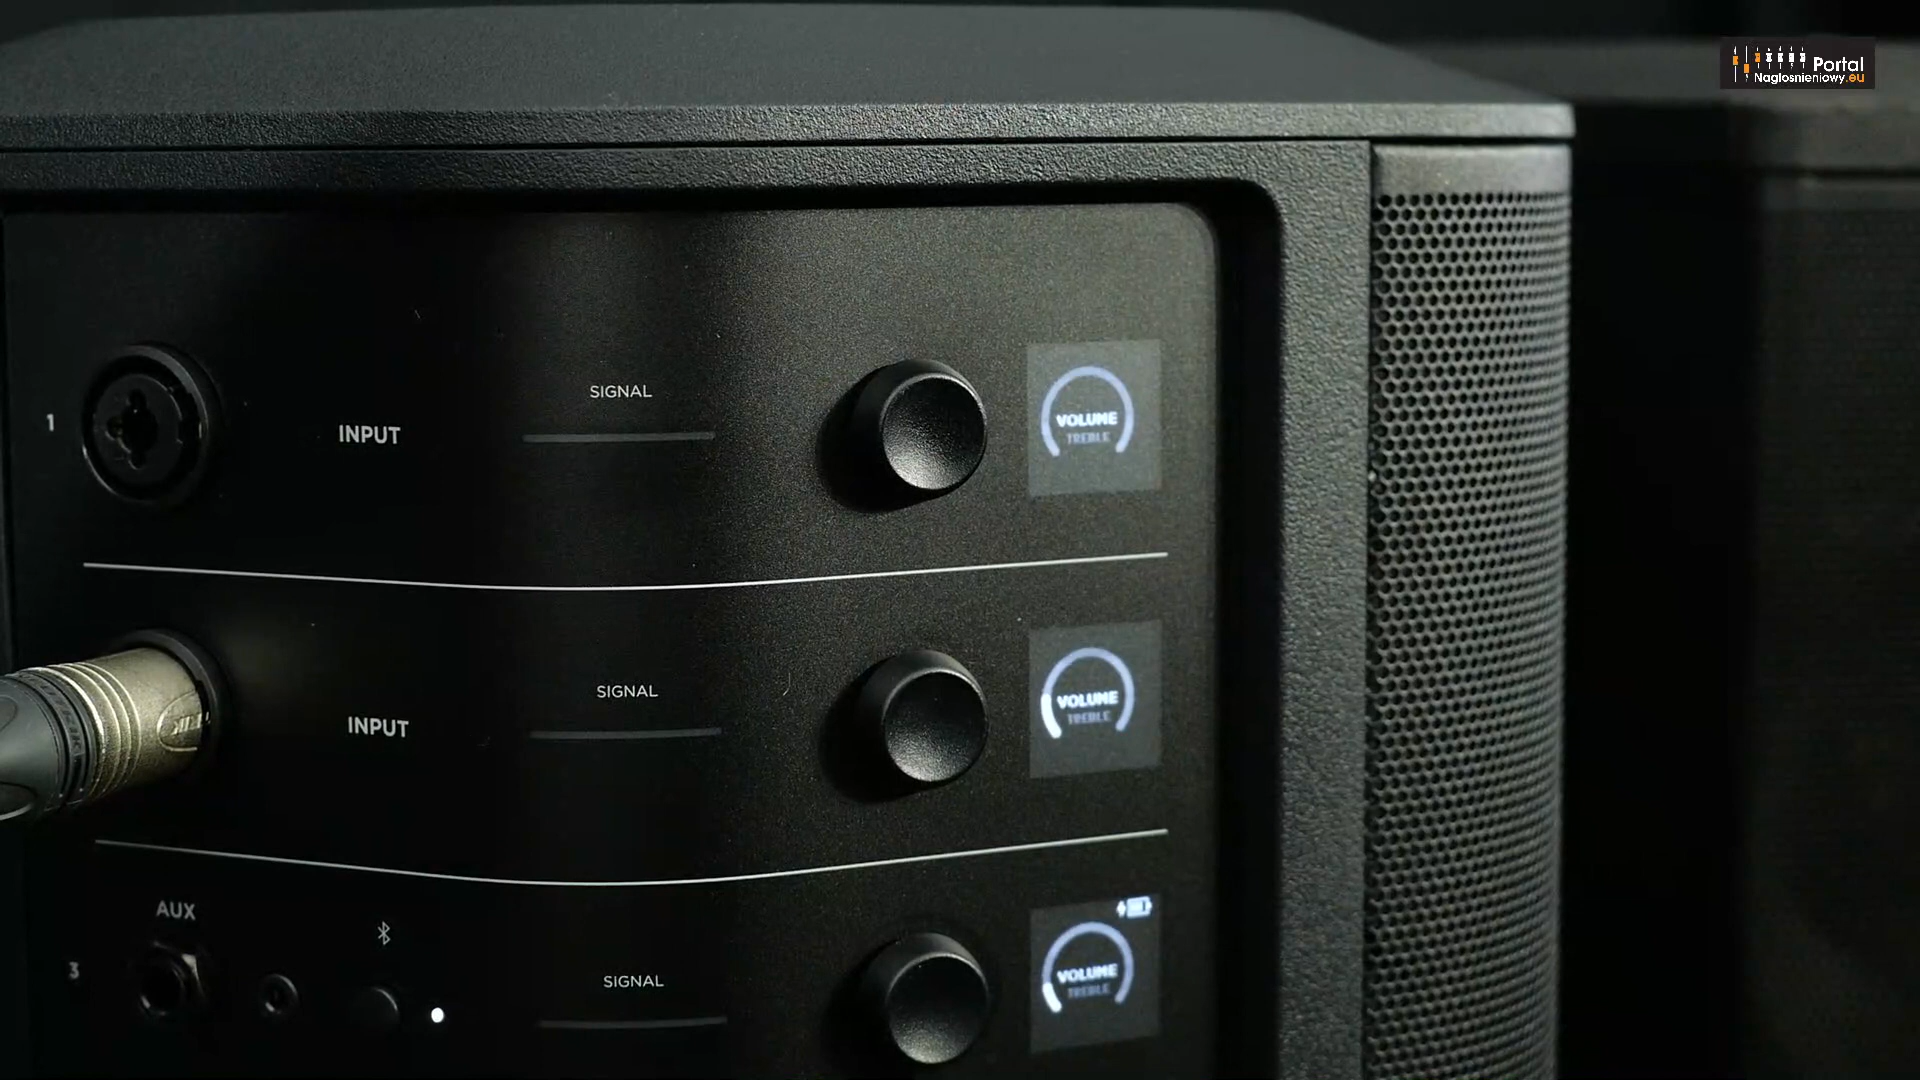 Portal
Naglosnieniowy.eu
1
INPUT
SIGNAL
VOLUME
TREBLE
INPUT
SIGNAL
VOLUME
TREBLE
AUX
3
SIGNAL
VOLUME
TREBLE